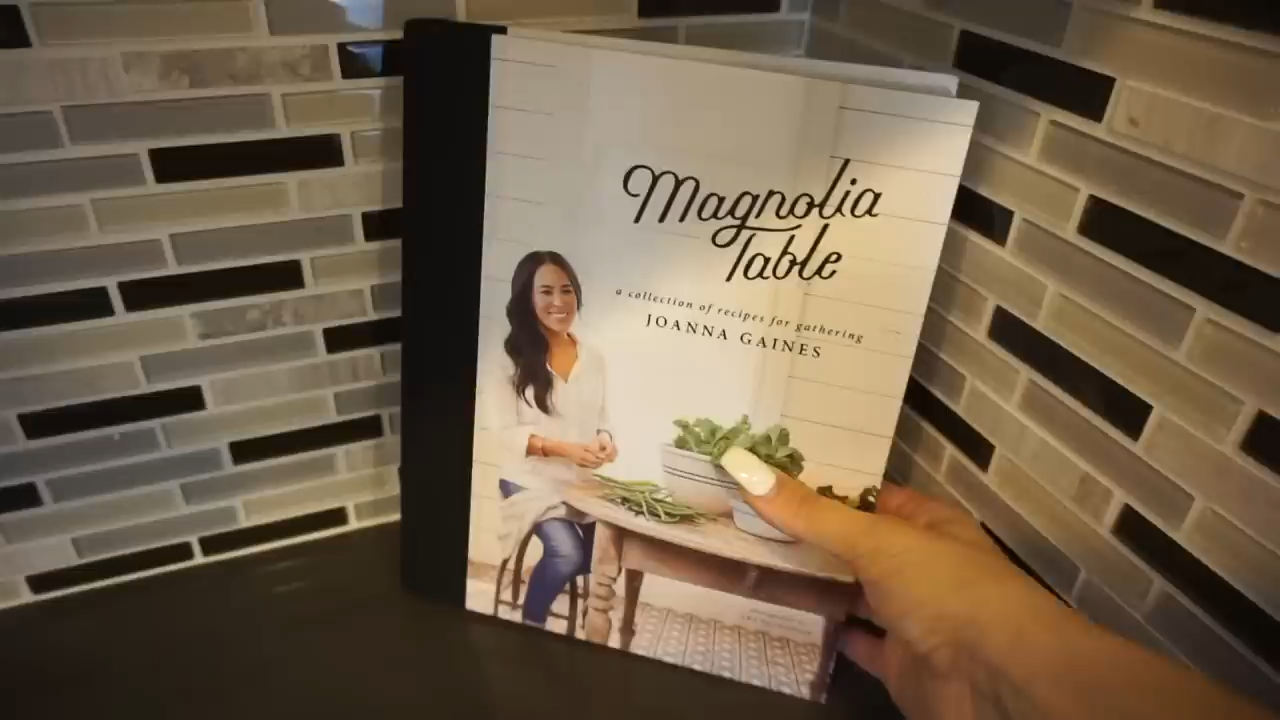 Magnolia
Table
a collection of recipes for gathering
JOANNA GAINES